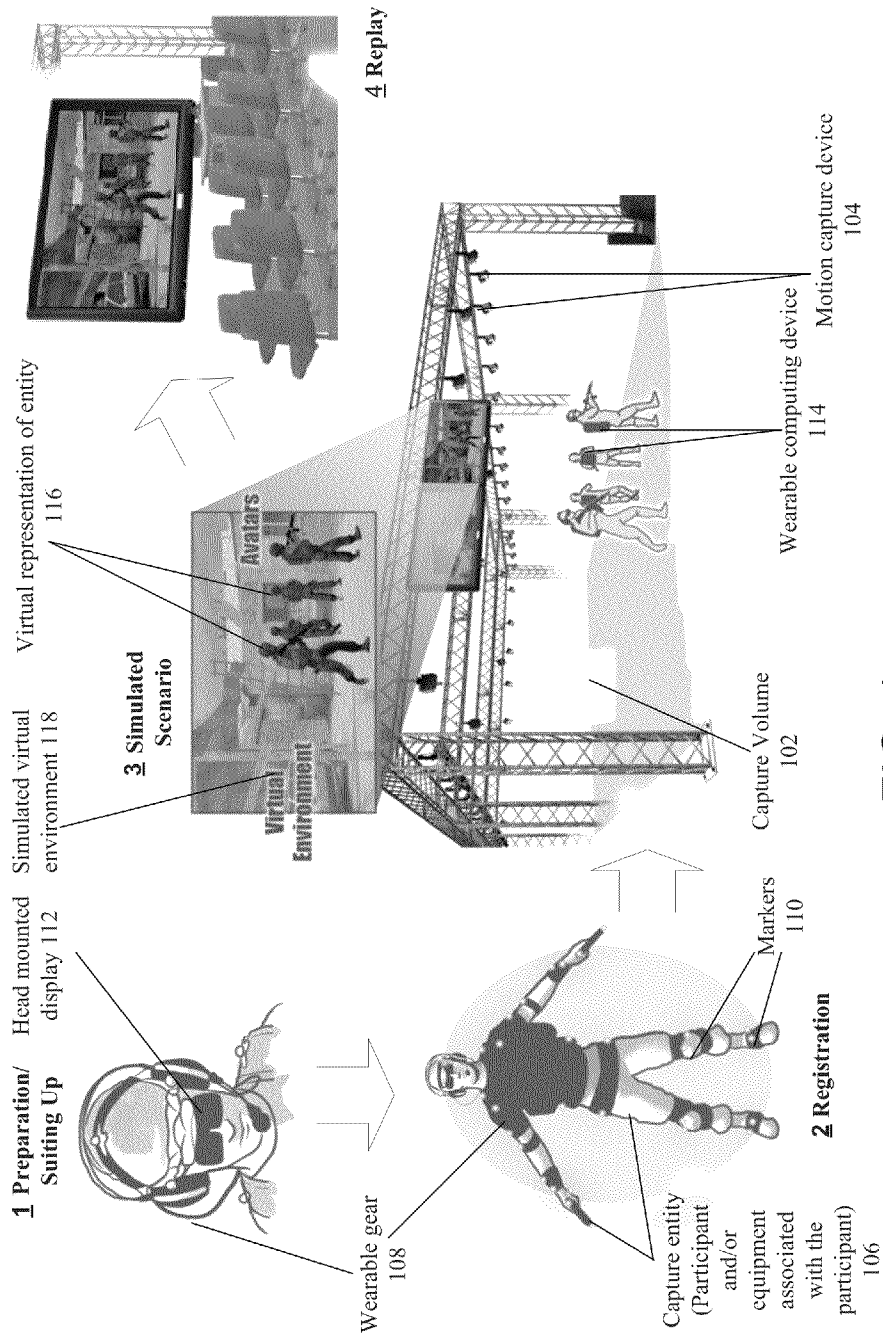 1 Preparation/
Suiting Up
Head mounted
display 112
Simulated virtual
environment 118
Virtual representation of entity
116
3 Simulated
Scenario
Virtual
Environment
Avatars
4 Replay
Wearable gear
108
Capture entity
(Participant
and/or
equipment
associated
with the
participant)
106
2 Registration
Markers
110
Capture Volume
102
Wearable computing device
114
Motion capture device
104